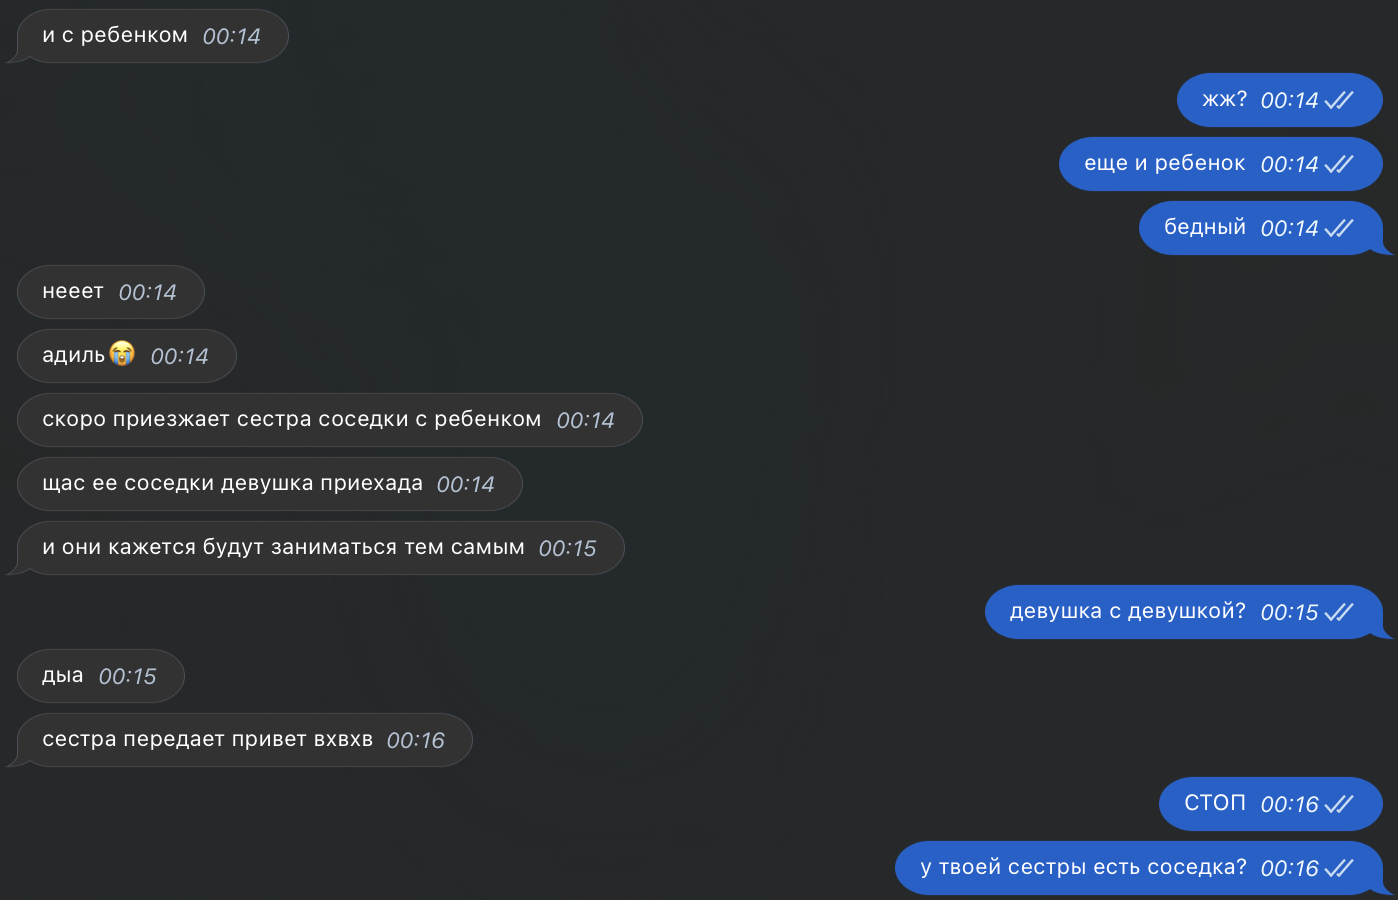 и с ребенком 00:14
жж? 00:14
еще и ребенок 00:14
бедный 00:14
нееет 00:14
адиль😭 00:14
скоро приезжает сестра соседки с ребенком 00:14
щас ее соседки девушка приехада 00:14
и они кажется будут заниматься тем самым 00:15
девушка с девушкой? 00:15
дыа 00:15
сестра передает привет вхвхв 00:16
СТОП 00:16
у твоей сестры есть соседка? 00:16